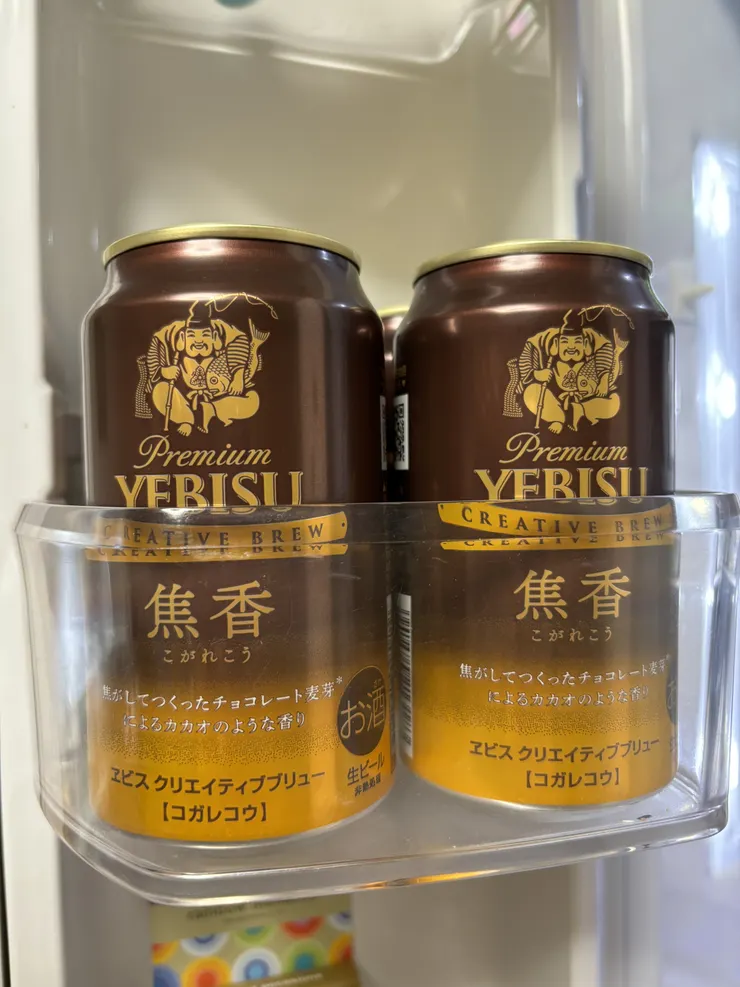 Premium
YEBISU
CREATIVE BREW
焦香
こがれこう
焦がしてつくったチョコレート麦芽*
によるカカオのような香り
お酒
生ビール
非熱処理
ヱビス クリエイティブブリュー
【コガレコウ】
Premium
YEBISU
CREATIVE BREW
焦香
こがれこう
焦がしてつくったチョコレート麦芽*
によるカカオのような香り
ヱビス クリエイティブブリュー
【コガレコウ】